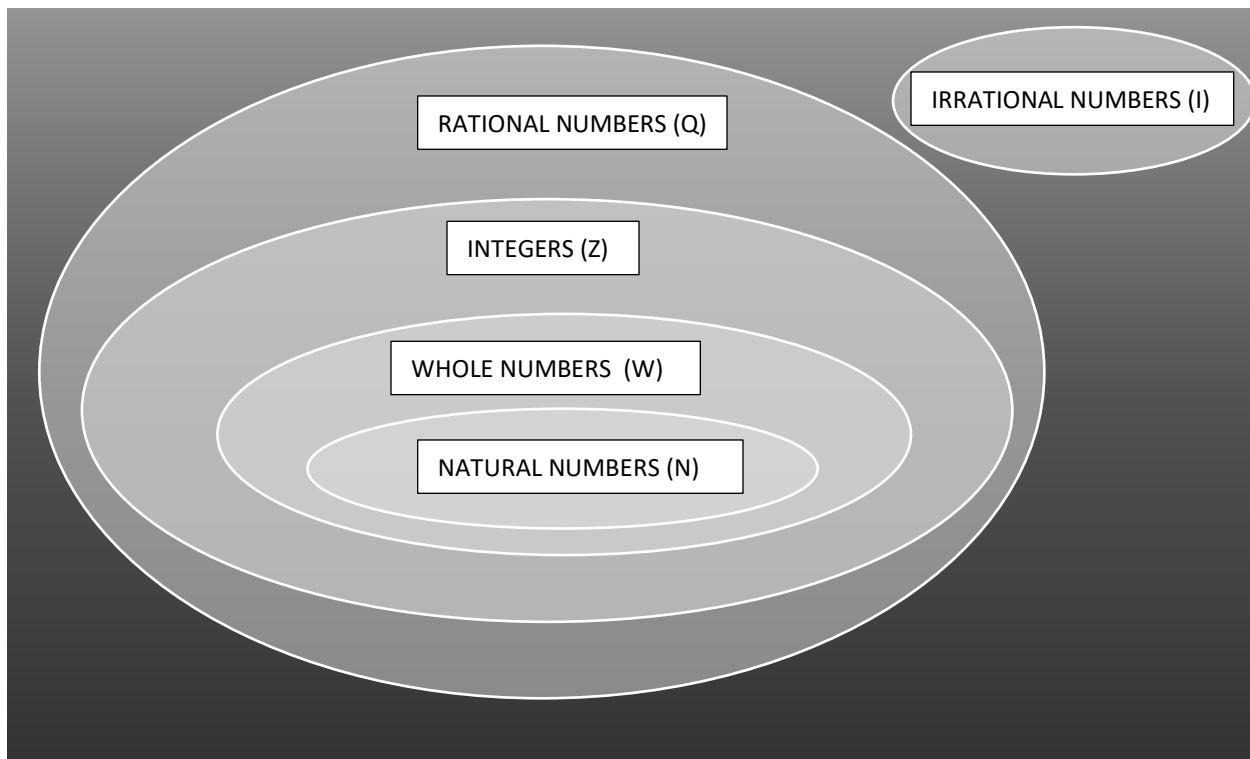 RATIONAL NUMBERS (Q)
IRRATIONAL NUMBERS (I)
INTEGERS (Z)
WHOLE NUMBERS  (W)
NATURAL NUMBERS (N)